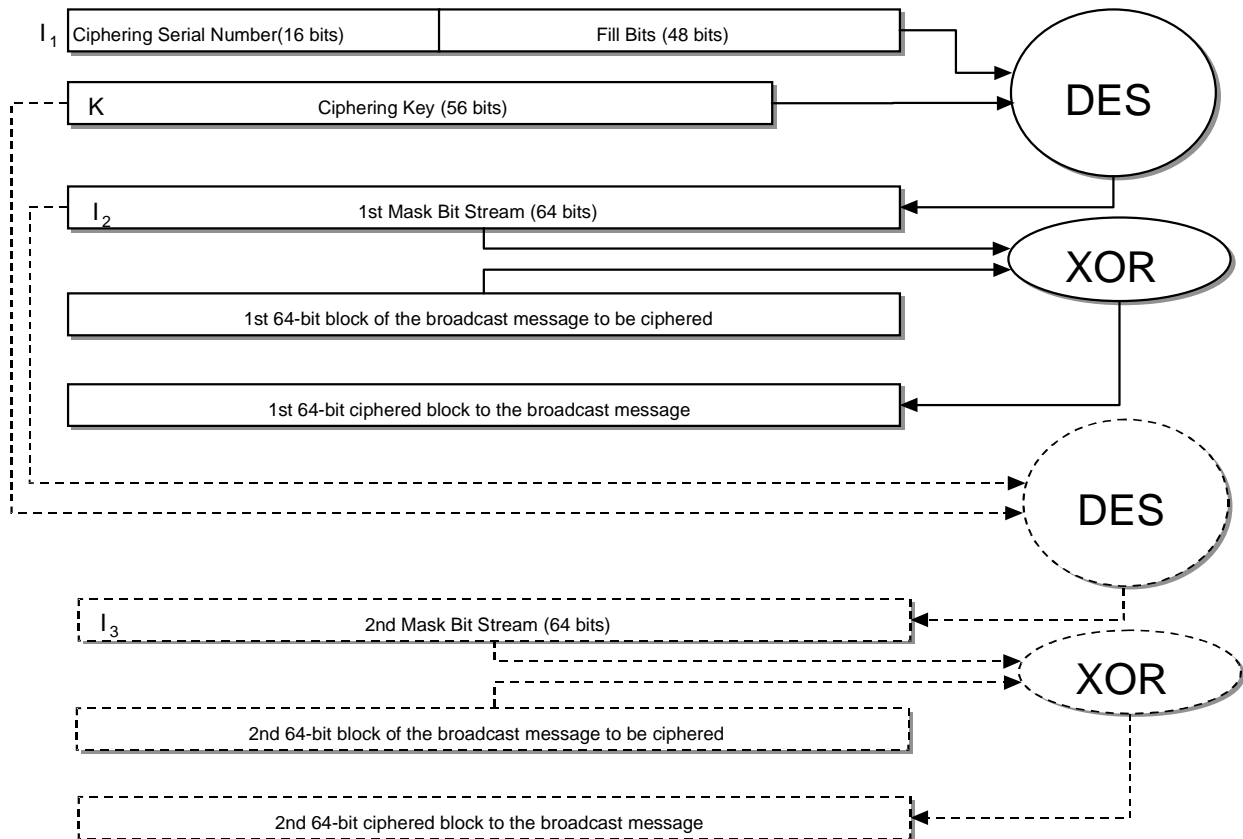 I1 Ciphering Serial Number(16 bits) Fill Bits (48 bits)
DES
K Ciphering Key (56 bits)
I2 1st Mask Bit Stream (64 bits)
XOR
1st 64-bit block of the broadcast message to be ciphered
1st 64-bit ciphered block to the broadcast message
DES
I3 2nd Mask Bit Stream (64 bits)
XOR
2nd 64-bit block of the broadcast message to be ciphered
2nd 64-bit ciphered block to the broadcast message